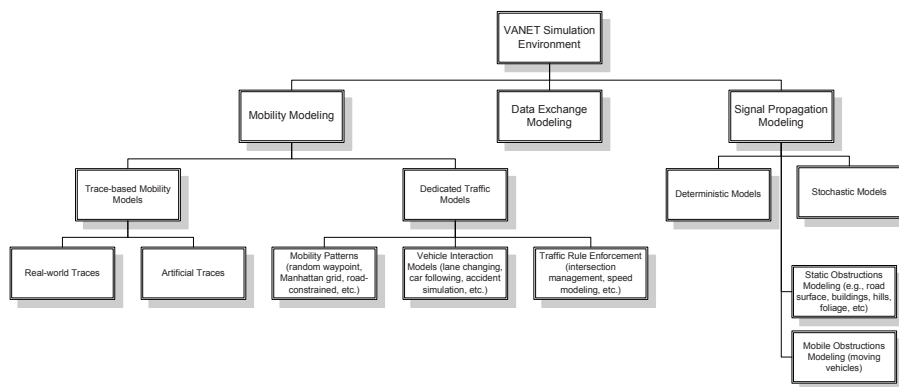 VANET Simulation
Environment
Mobility Modeling
Data Exchange
Modeling
Signal Propagation
Modeling
Trace-based Mobility
Models
Dedicated Traffic
Models
Deterministic Models
Stochastic Models
Real-world Traces
Artificial Traces
Mobility Patterns
(random waypoint,
Manhattan grid, road-
constrained, etc.)
Vehicle Interaction
Models (lane changing,
car following, accident
simulation, etc.)
Traffic Rule Enforcement
(intersection
management, speed
modeling, etc.)
Static Obstructions
Modeling (e.g., road
surface, buildings, hills,
foliage, etc)
Mobile Obstructions
Modeling (moving
vehicles)